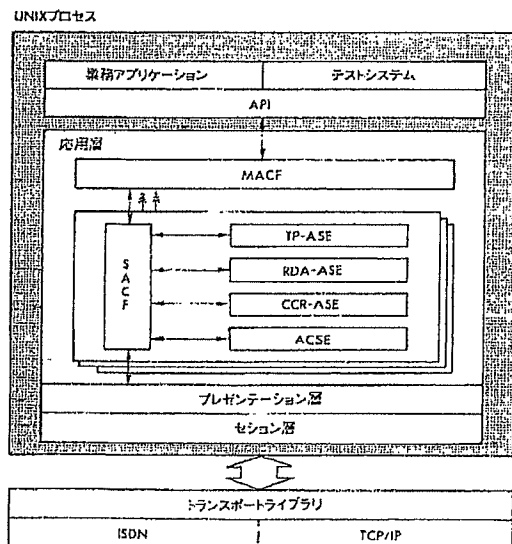 UNIXプロセス
業務アプリケーション
テストシステム
API
応用層
MACF
SACF
TP-ASE
RDA-ASE
CCR-ASE
ACSE
プレゼンテーション層
セション層
トランスポートライブラリ
ISDN
TCP/IP